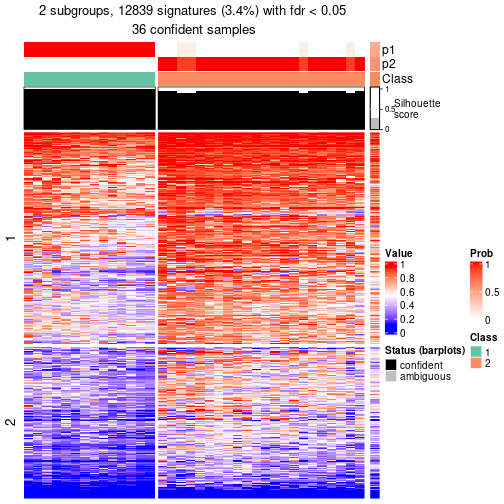 2 subgroups, 12839 signatures (3.4%) with fdr < 0.05
36 confident samples
p1
p2
Class
1
0.5
0
Silhouette
score
1
2
Value
1
0.8
0.6
0.4
0.2
0
Status (barplots)
confident
ambiguous
Prob
1
0.5
0
Class
1
2